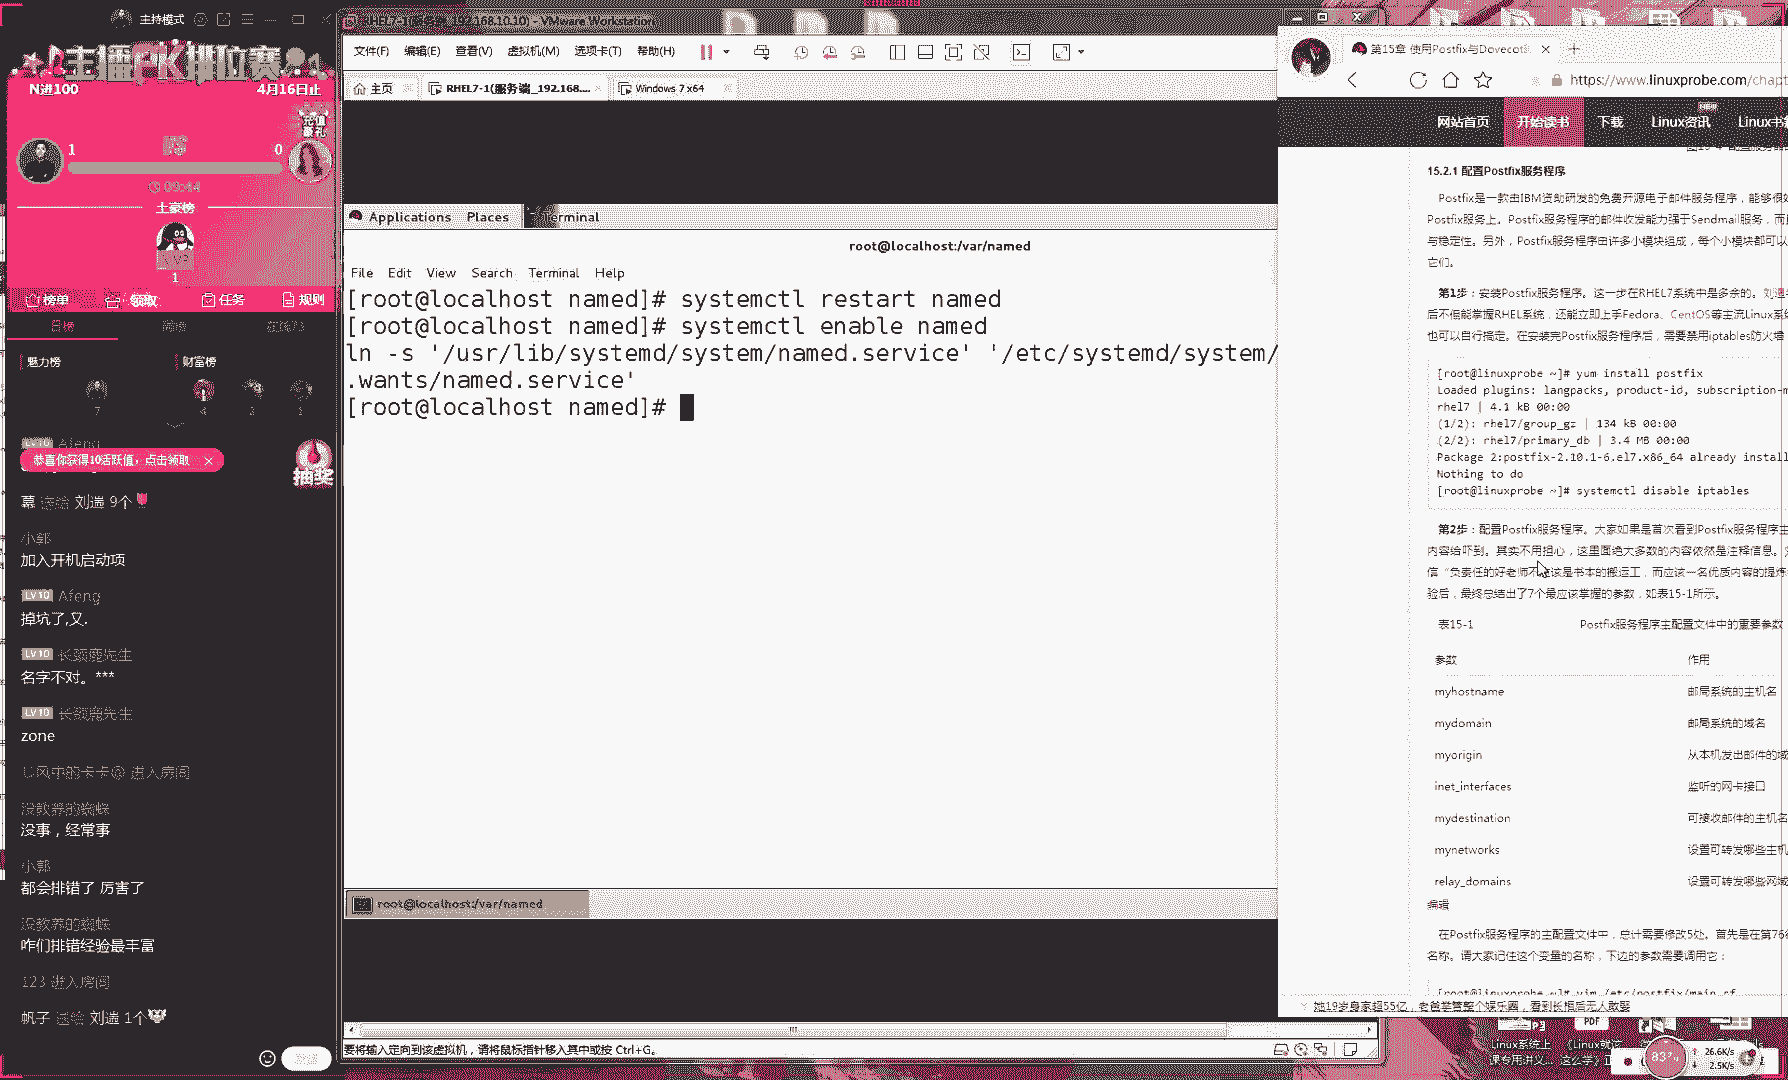 主持模式
主播PK排位赛
N进100
4月16日止
1
0
09:44
土豪榜
1
榜单
领取
任务
规则
日榜
周榜
魅力榜
财富榜
7
4
3
1
LV10 Afeng
恭喜你获得10活跃值，点击领取
抽奖
幕 送给 刘遄 9个
小郭
加入开机启动项
LV10 Afeng
掉坑了,又.
LV10 长颈鹿先生
名字不对。***
LV10 长颈鹿先生
zone
进入房间
没教养的蜘蛛
没事，经常事
小郭
都会排错了 厉害了
没教养的蜘蛛
咱们排错经验最丰富
123 进入房间
帆子 送给 刘遄 1个
发送
RHEL7-1(服务端_192.168.10.10) - VMware Workstation
文件(F) 编辑(E) 查看(V) 虚拟机(M) 选项卡(T) 帮助(H)
主页
RHEL7-1(服务端_192.168....
Windows 7 x64
Applications Places Terminal
root@localhost:/var/named
File Edit View Search Terminal Help
[root@localhost named]# systemctl restart named
[root@localhost named]# systemctl enable named
ln -s '/usr/lib/systemd/system/named.service' '/etc/systemd/system/
.wants/named.service'
[root@localhost named]#
root@localhost:/var/named
要将输入定向到该虚拟机，请将鼠标指针移入其中或按 Ctrl+G。
第15章 使用Postfix与Dovecot
https://www.linuxprobe.com/chap
网站首页
开始读书
下载
Linux资讯
NEW
Linux书
15.2.1 配置Postfix服务程序
Postfix是一款由IBM资助研发的免费开源电子邮件服务程序，能够很
Postfix服务上。Postfix服务程序的邮件收发能力强于Sendmail服务，而
与稳定性。另外，Postfix服务程序由许多小模块组成，每个小模块都可以
它们。
第1步：安装Postfix服务程序。这一步在RHEL7系统中是多余的。刘遄
后不但能掌握RHEL系统，还能立即上手Fedora、CentOS等主流Linux系
也可以自行搞定。在安装完Postfix服务程序后，需要禁用iptables防火墙
[root@linuxprobe ~]# yum install postfix
Loaded plugins: langpacks, product-id, subscription-m
rhel7 | 4.1 kB 00:00
(1/2): rhel7/group_gz | 134 kB 00:00
(2/2): rhel7/primary_db | 3.4 MB 00:00
Package 2:postfix-2.10.1-6.el7.x86_64 already instal
Nothing to do
[root@linuxprobe ~]# systemctl disable iptables
第2步：配置Postfix服务程序。大家如果是首次看到Postfix服务程序主
内容给吓到。其实不用担心，这里面绝大多数的内容依然是注释信息。
信“负责任的好老师不应该是书本的搬运工，而应该一名优质内容的提炼
验后，最终总结出了7个最应该掌握的参数，如表15-1所示。
表15-1 Postfix服务程序主配置文件中的重要参数
参数 作用
myhostname 邮局系统的主机名
mydomain 邮局系统的域名
myorigin 从本机发出邮件的域
inet_interfaces 监听的网卡接口
mydestination 可接收邮件的主机名
mynetworks 设置可转发哪些主机
relay_domains 设置可转发哪些网域
编辑
在Postfix服务程序的主配置文件中，总计需要修改5处。首先是在第76
名称。请大家记住这个变量的名称，下边的参数需要调用它：
[root@linuxprobe ~]# vim /etc/postfix/main.cf
她19岁身家超55亿，老爸掌管整个娱乐圈，看到长相后无人敢娶
Linux系统上
PDF
83%
26.6K/s
2.5K/s